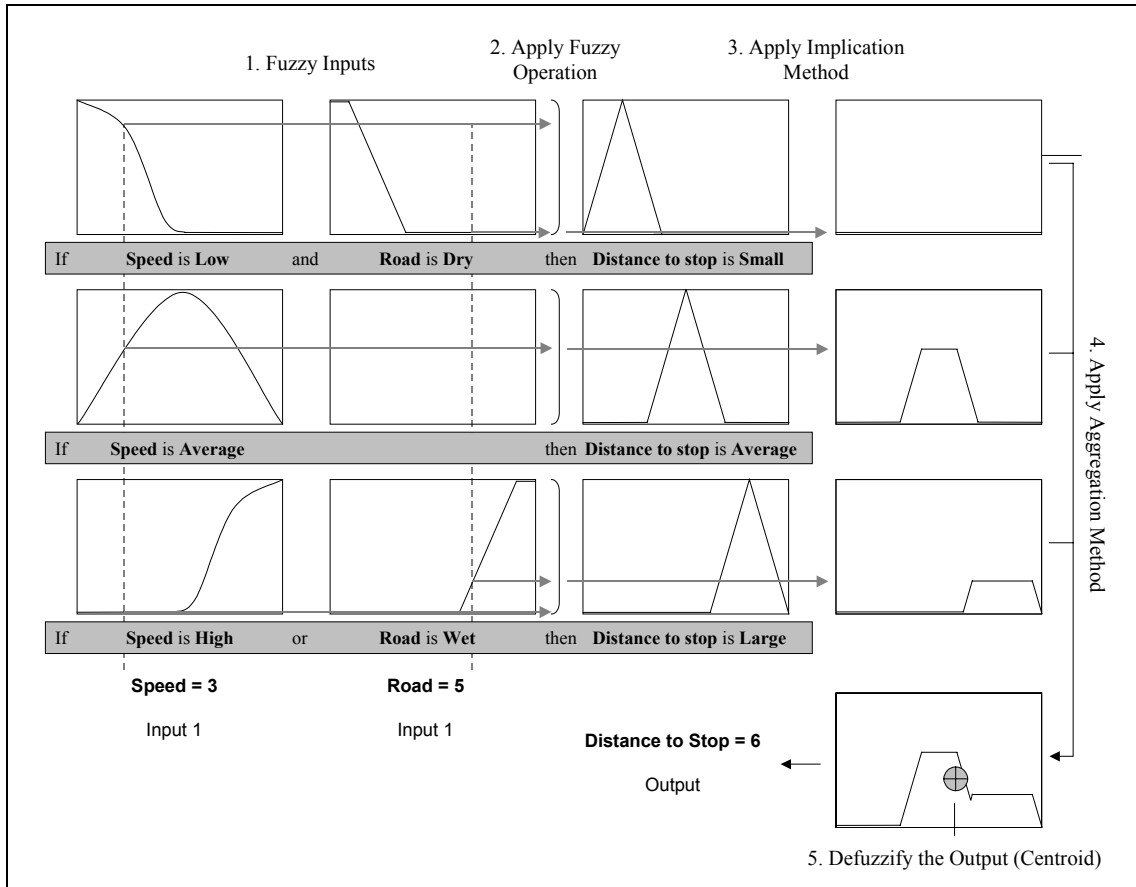 1. Fuzzy Inputs
2. Apply Fuzzy
Operation
3. Apply Implication
Method
If Speed is Low and Road is Dry then Distance to stop is Small
If Speed is Average then Distance to stop is Average
If Speed is High or Road is Wet then Distance to stop is Large
4. Apply Aggregation Method
Speed = 3
Input 1
Road = 5
Input 1
Distance to Stop = 6
Output
5. Defuzzify the Output (Centroid)